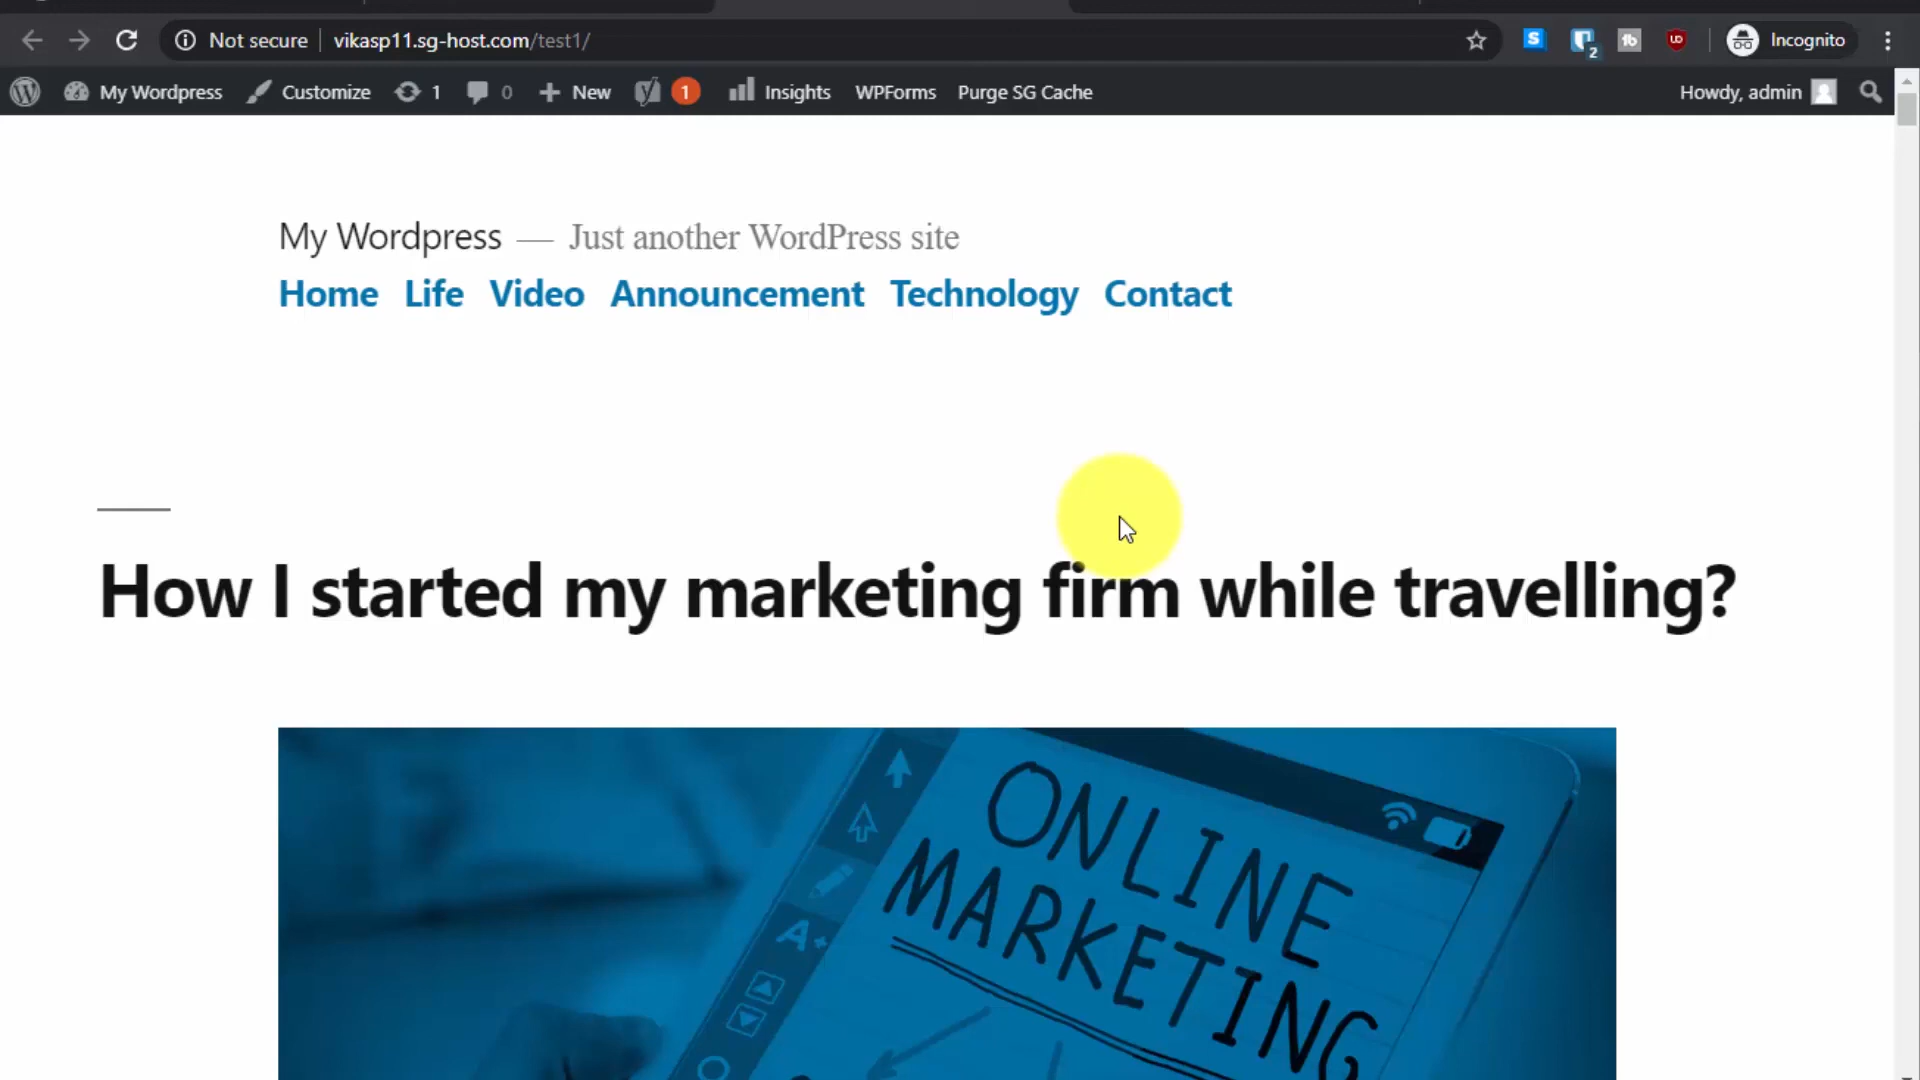 Not secure vikasp11.sg-host.com/test1/ 2 Incognito
My Wordpress Customize 1 0 New 1 Insights WPForms Purge SG Cache Howdy, admin
My Wordpress — Just another WordPress site
Home Life Video Announcement Technology Contact
How I started my marketing firm while travelling?
ONLINE
MARKETING
A+